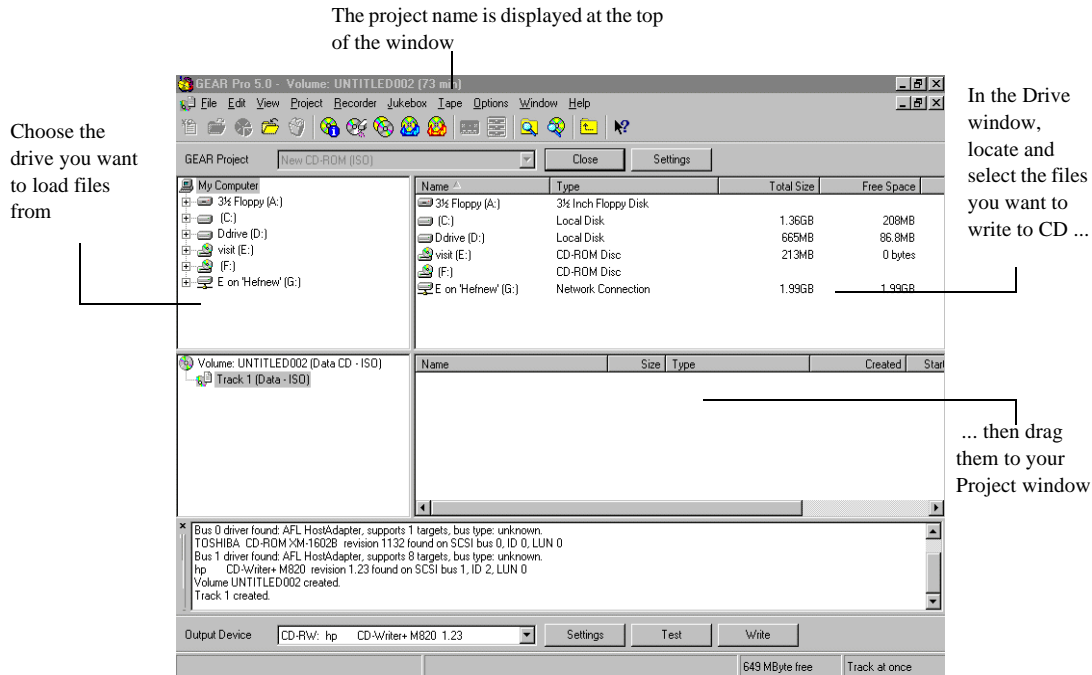 The project name is displayed at the top
of the window
Choose the
drive you want
to load files
from
In the Drive
window,
locate and
select the files
you want to
write to CD ...
... then drag
them to your
Project window
GEAR Pro 5.0 - Volume: UNTITLED002 (73 min)
File Edit View Project Recorder Jukebox Tape Options Window Help
GEAR Project New CD-ROM (ISO) Close Settings
My Computer
3½ Floppy (A:)
(C:)
Ddrive (D:)
visit (E:)
(F:)
E on 'Hefnew' (G:)
Name Type Total Size Free Space
3½ Floppy (A:) 3½ Inch Floppy Disk
(C:) Local Disk 1.36GB 208MB
Ddrive (D:) Local Disk 665MB 86.8MB
visit (E:) CD-ROM Disc 213MB 0 bytes
(F:) CD-ROM Disc
E on 'Hefnew' (G:) Network Connection 1.99GB 1.99GB
Volume: UNTITLED002 (Data CD - ISO)
Track 1 (Data - ISO)
Name Size Type Created Start
Bus 0 driver found: AFL HostAdapter, supports 1 targets, bus type: unknown.
TOSHIBA CD-ROM XM-1602B revision 1132 found on SCSI bus 0, ID 0, LUN 0
Bus 1 driver found: AFL HostAdapter, supports 8 targets, bus type: unknown.
hp CD-Writer+ M820 revision 1.23 found on SCSI bus 1, ID 2, LUN 0
Volume UNTITLED002 created.
Track 1 created.
Output Device CD-RW: hp CD-Writer+ M820 1.23 Settings Test Write
649 MByte free Track at once